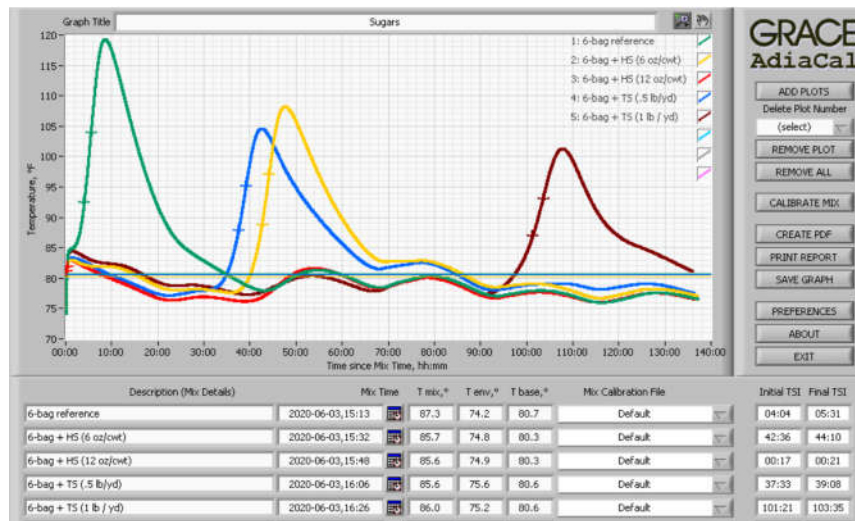 Graph Title Sugars
GRACE
AdiaCal
1: 6-bag reference
2: 6-bag + HS (6 oz/cwt)
3: 6-bag + HS (12 oz/cwt)
4: 6-bag + TS (.5 lb/yd)
5: 6-bag + TS (1 lb / yd)
Temperature, °F
120
115
110
105
100
95
90
85
80
75
70
00:00 10:00 20:00 30:00 40:00 50:00 60:00 70:00 80:00 90:00 100:00 110:00 120:00 130:00 140:00
Time since Mix Time, hh:mm
ADD PLOTS
Delete Plot Number
(select)
REMOVE PLOT
REMOVE ALL
CALIBRATE MIX
CREATE PDF
PRINT REPORT
SAVE GRAPH
PREFERENCES
ABOUT
EXIT
Description (Mix Details) Mix Time T mix,° T env,° T base,° Mix Calibration File Initial TSI Final TSI
6-bag reference 2020-06-03,15:13 87.3 74.2 80.7 Default 04:04 05:31
6-bag + HS (6 oz/cwt) 2020-06-03,15:32 85.7 74.8 80.3 Default 42:36 44:10
6-bag + HS (12 oz/cwt) 2020-06-03,15:48 85.6 74.9 80.3 Default 00:17 00:21
6-bag + TS (.5 lb/yd) 2020-06-03,16:06 85.6 75.6 80.6 Default 37:33 39:08
6-bag + TS (1 lb / yd) 2020-06-03,16:26 86.0 75.2 80.6 Default 101:21 103:35